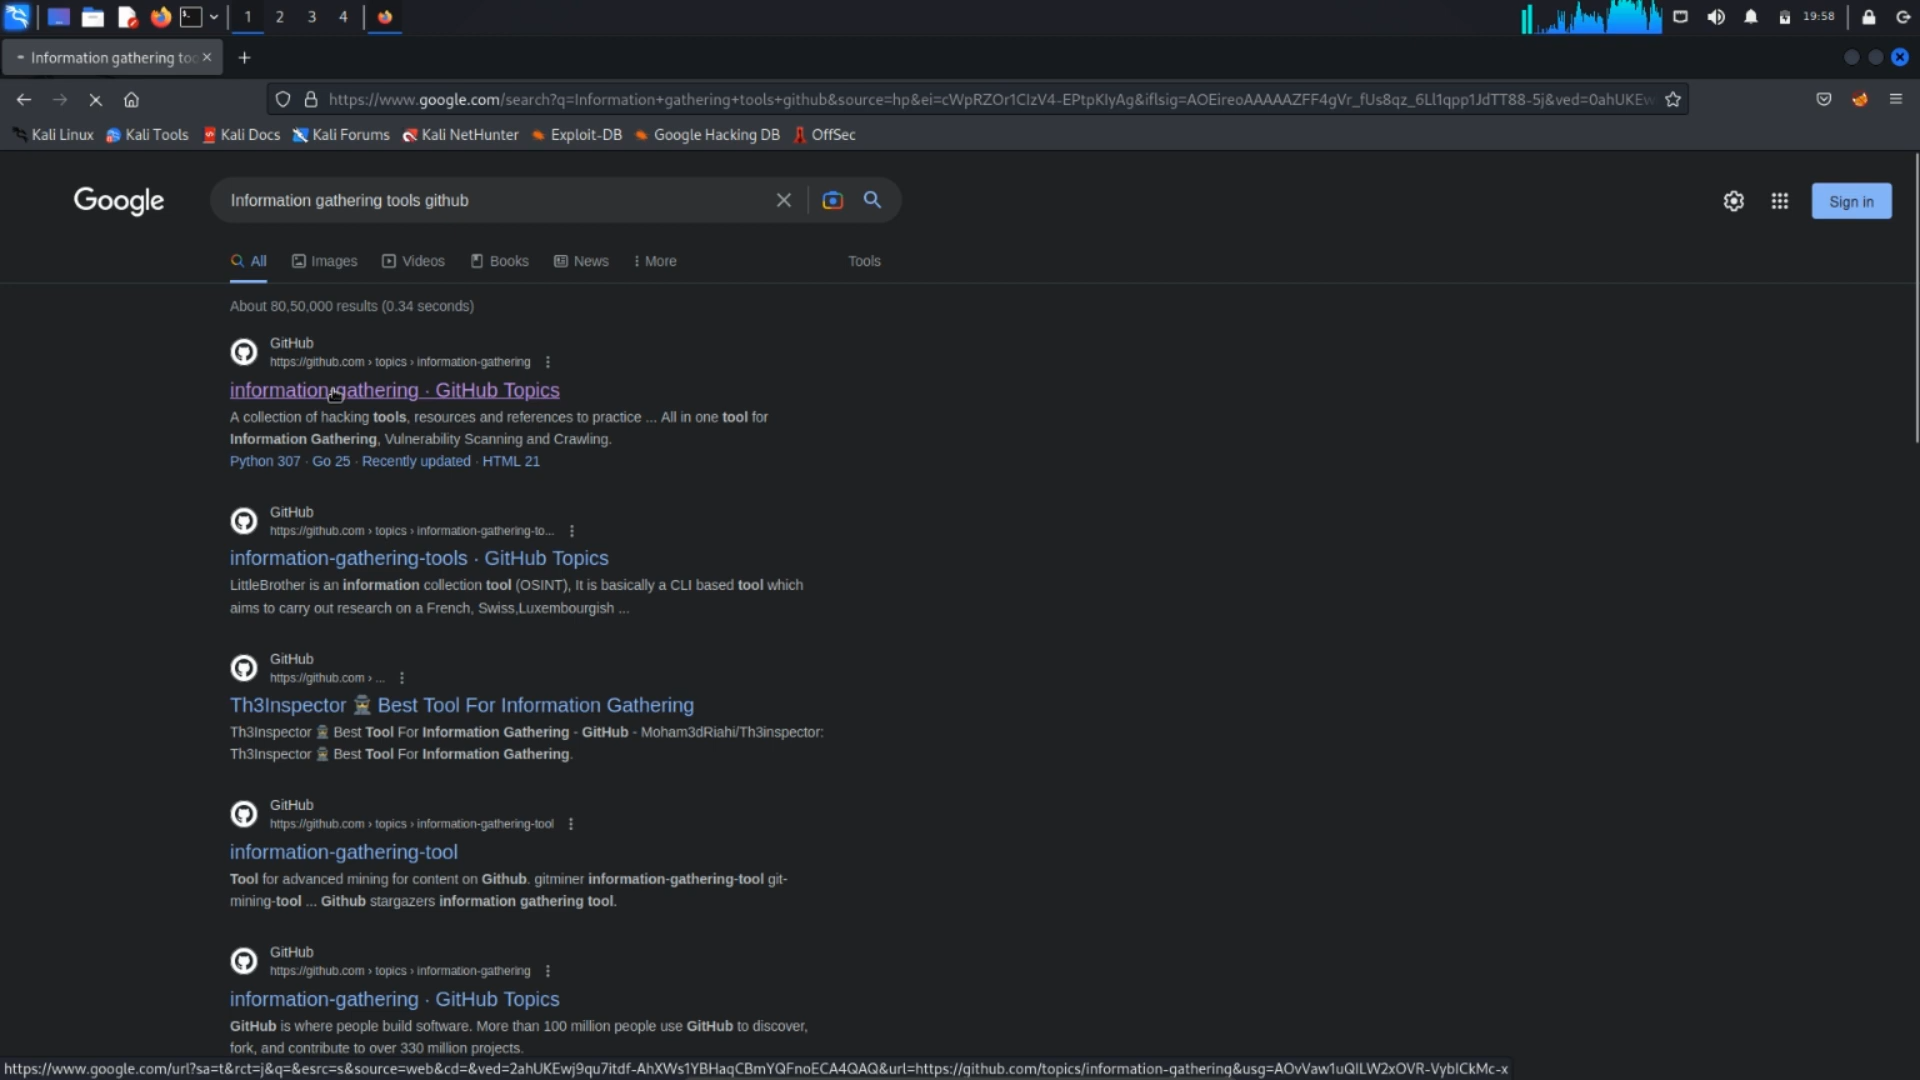 1 2 3 4
19:58
Information gathering too
https://www.google.com/search?q=Information+gathering+tools+github&source=hp&ei=cWpRZOr1CIzV4-EPtpKIyAg&iflsig=AOEireoAAAAAZFF4gVr_fUs8qz_6Ll1qpp1JdTT88-5j&ved=0ahUKEw
Kali Linux Kali Tools Kali Docs Kali Forums Kali NetHunter Exploit-DB Google Hacking DB OffSec
Google
Information gathering tools github
Sign in
All Images Videos Books News More Tools
About 80,50,000 results (0.34 seconds)
GitHub
https://github.com › topics › information-gathering
information-gathering · GitHub Topics
A collection of hacking tools, resources and references to practice ... All in one tool for
Information Gathering, Vulnerability Scanning and Crawling.
Python 307 · Go 25 · Recently updated · HTML 21
GitHub
https://github.com › topics › information-gathering-to...
information-gathering-tools · GitHub Topics
LittleBrother is an information collection tool (OSINT), It is basically a CLI based tool which
aims to carry out research on a French, Swiss,Luxembourgish ...
GitHub
https://github.com › ...
Th3Inspector 🕵️ Best Tool For Information Gathering
Th3Inspector 🕵️ Best Tool For Information Gathering - GitHub - Moham3dRiahi/Th3inspector:
Th3Inspector 🕵️ Best Tool For Information Gathering.
GitHub
https://github.com › topics › information-gathering-tool
information-gathering-tool
Tool for advanced mining for content on Github. gitminer information-gathering-tool git-
mining-tool ... Github stargazers information gathering tool.
GitHub
https://github.com › topics › information-gathering
information-gathering · GitHub Topics
GitHub is where people build software. More than 100 million people use GitHub to discover,
fork, and contribute to over 330 million projects.
https://www.google.com/url?sa=t&rct=j&q=&esrc=s&source=web&cd=&ved=2ahUKEwj9qu7itdf-AhXWs1YBHaqCBmYQFnoECA4QAQ&url=https://github.com/topics/information-gathering&usg=AOvVaw1uQILW2xOVR-VybICkMc-x